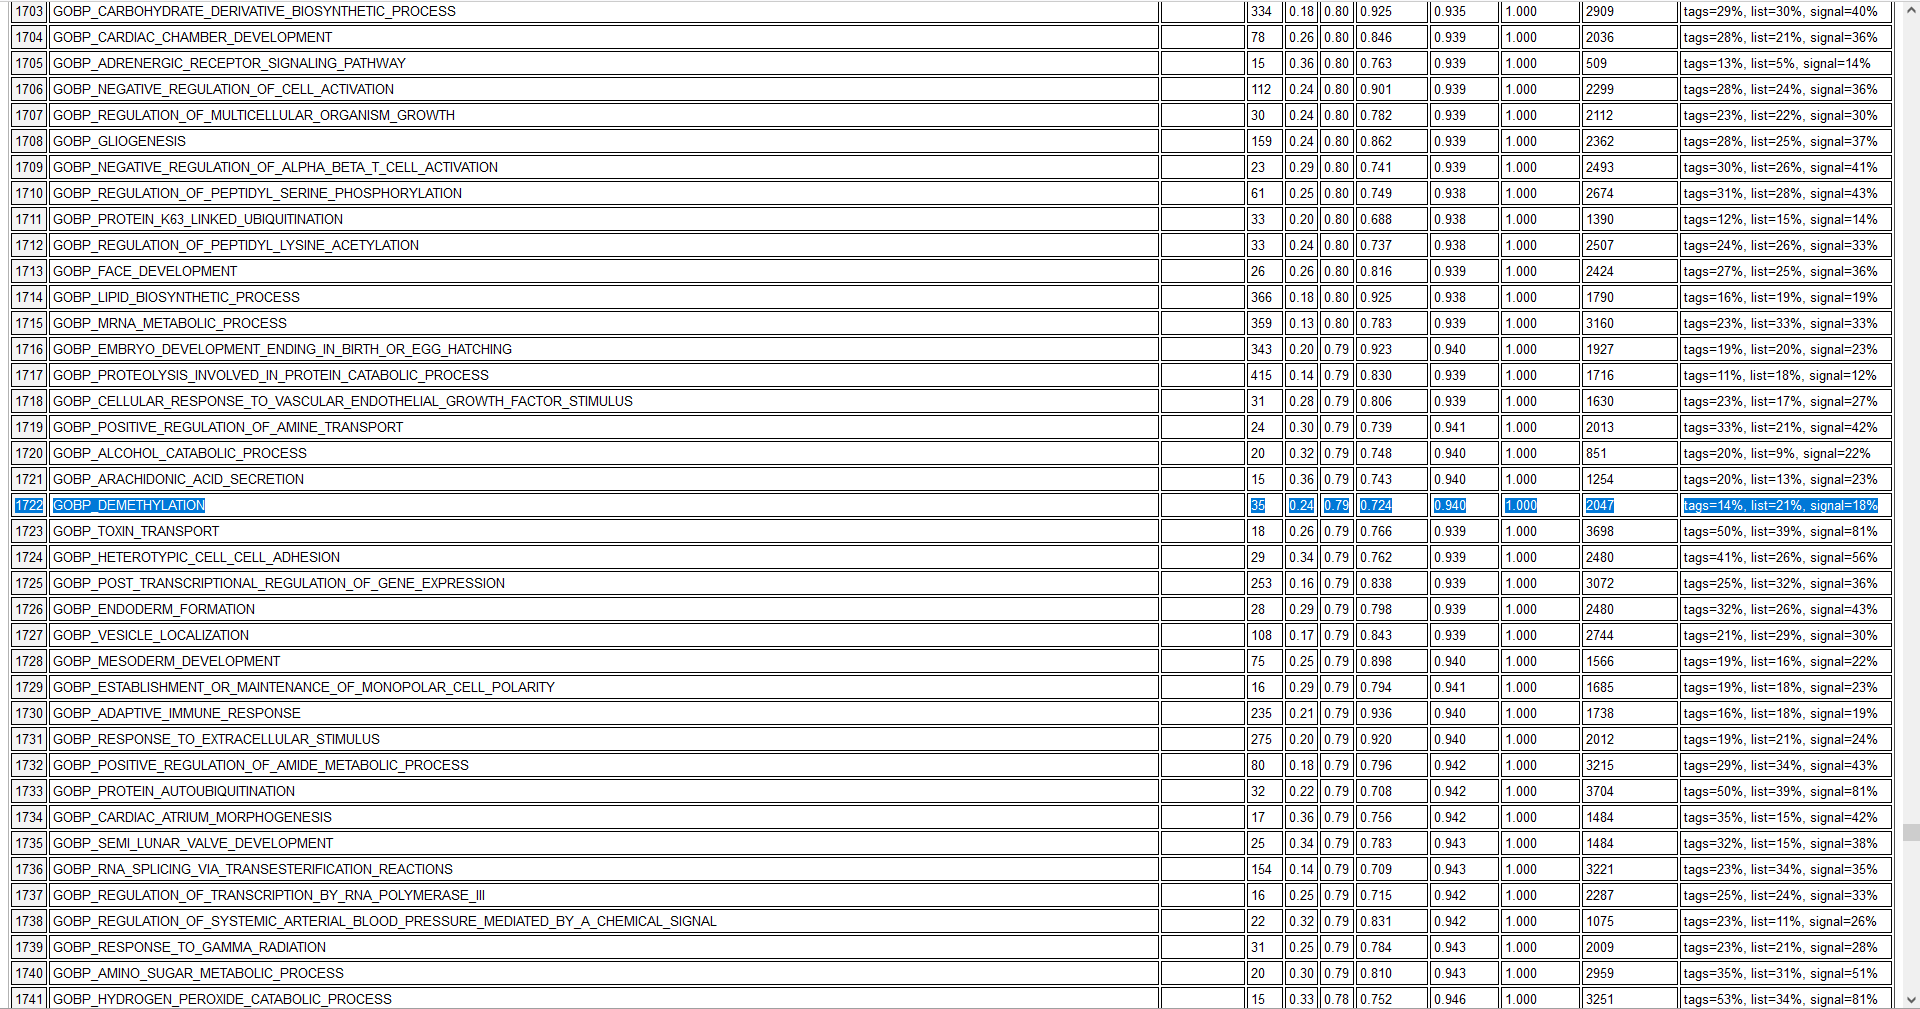 1703 GOBP_CARBOHYDRATE_DERIVATIVE_BIOSYNTHETIC_PROCESS 334 0.18 0.80 0.925 0.935 1.000 2909 tags=29%, list=30%, signal=40%
1704 GOBP_CARDIAC_CHAMBER_DEVELOPMENT 78 0.26 0.80 0.846 0.939 1.000 2036 tags=28%, list=21%, signal=36%
1705 GOBP_ADRENERGIC_RECEPTOR_SIGNALING_PATHWAY 15 0.36 0.80 0.763 0.939 1.000 509 tags=13%, list=5%, signal=14%
1706 GOBP_NEGATIVE_REGULATION_OF_CELL_ACTIVATION 112 0.24 0.80 0.901 0.939 1.000 2299 tags=28%, list=24%, signal=36%
1707 GOBP_REGULATION_OF_MULTICELLULAR_ORGANISM_GROWTH 30 0.24 0.80 0.782 0.939 1.000 2112 tags=23%, list=22%, signal=30%
1708 GOBP_GLIOGENESIS 159 0.24 0.80 0.862 0.939 1.000 2362 tags=28%, list=25%, signal=37%
1709 GOBP_NEGATIVE_REGULATION_OF_ALPHA_BETA_T_CELL_ACTIVATION 23 0.29 0.80 0.741 0.939 1.000 2493 tags=30%, list=26%, signal=41%
1710 GOBP_REGULATION_OF_PEPTIDYL_SERINE_PHOSPHORYLATION 61 0.25 0.80 0.749 0.938 1.000 2674 tags=31%, list=28%, signal=43%
1711 GOBP_PROTEIN_K63_LINKED_UBIQUITINATION 33 0.20 0.80 0.688 0.938 1.000 1390 tags=12%, list=15%, signal=14%
1712 GOBP_REGULATION_OF_PEPTIDYL_LYSINE_ACETYLATION 33 0.24 0.80 0.737 0.938 1.000 2507 tags=24%, list=26%, signal=33%
1713 GOBP_FACE_DEVELOPMENT 26 0.26 0.80 0.816 0.939 1.000 2424 tags=27%, list=25%, signal=36%
1714 GOBP_LIPID_BIOSYNTHETIC_PROCESS 366 0.18 0.80 0.925 0.938 1.000 1790 tags=16%, list=19%, signal=19%
1715 GOBP_MRNA_METABOLIC_PROCESS 359 0.13 0.80 0.783 0.939 1.000 3160 tags=23%, list=33%, signal=33%
1716 GOBP_EMBRYO_DEVELOPMENT_ENDING_IN_BIRTH_OR_EGG_HATCHING 343 0.20 0.79 0.923 0.940 1.000 1927 tags=19%, list=20%, signal=23%
1717 GOBP_PROTEOLYSIS_INVOLVED_IN_PROTEIN_CATABOLIC_PROCESS 415 0.14 0.79 0.830 0.939 1.000 1716 tags=11%, list=18%, signal=12%
1718 GOBP_CELLULAR_RESPONSE_TO_VASCULAR_ENDOTHELIAL_GROWTH_FACTOR_STIMULUS 31 0.28 0.79 0.806 0.939 1.000 1630 tags=23%, list=17%, signal=27%
1719 GOBP_POSITIVE_REGULATION_OF_AMINE_TRANSPORT 24 0.30 0.79 0.739 0.941 1.000 2013 tags=33%, list=21%, signal=42%
1720 GOBP_ALCOHOL_CATABOLIC_PROCESS 20 0.32 0.79 0.748 0.940 1.000 851 tags=20%, list=9%, signal=22%
1721 GOBP_ARACHIDONIC_ACID_SECRETION 15 0.36 0.79 0.743 0.940 1.000 1254 tags=20%, list=13%, signal=23%
1722 GOBP_DEMETHYLATION 35 0.24 0.79 0.724 0.940 1.000 2047 tags=14%, list=21%, signal=18%
1723 GOBP_TOXIN_TRANSPORT 18 0.26 0.79 0.766 0.939 1.000 3698 tags=50%, list=39%, signal=81%
1724 GOBP_HETEROTYPIC_CELL_CELL_ADHESION 29 0.34 0.79 0.762 0.939 1.000 2480 tags=41%, list=26%, signal=56%
1725 GOBP_POST_TRANSCRIPTIONAL_REGULATION_OF_GENE_EXPRESSION 253 0.16 0.79 0.838 0.939 1.000 3072 tags=25%, list=32%, signal=36%
1726 GOBP_ENDODERM_FORMATION 28 0.29 0.79 0.798 0.939 1.000 2480 tags=32%, list=26%, signal=43%
1727 GOBP_VESICLE_LOCALIZATION 108 0.17 0.79 0.843 0.939 1.000 2744 tags=21%, list=29%, signal=30%
1728 GOBP_MESODERM_DEVELOPMENT 75 0.25 0.79 0.898 0.940 1.000 1566 tags=19%, list=16%, signal=22%
1729 GOBP_ESTABLISHMENT_OR_MAINTENANCE_OF_MONOPOLAR_CELL_POLARITY 16 0.29 0.79 0.794 0.941 1.000 1685 tags=19%, list=18%, signal=23%
1730 GOBP_ADAPTIVE_IMMUNE_RESPONSE 235 0.21 0.79 0.936 0.940 1.000 1738 tags=16%, list=18%, signal=19%
1731 GOBP_RESPONSE_TO_EXTRACELLULAR_STIMULUS 275 0.20 0.79 0.920 0.940 1.000 2012 tags=19%, list=21%, signal=24%
1732 GOBP_POSITIVE_REGULATION_OF_AMIDE_METABOLIC_PROCESS 80 0.18 0.79 0.796 0.942 1.000 3215 tags=29%, list=34%, signal=43%
1733 GOBP_PROTEIN_AUTOUBIQUITINATION 32 0.22 0.79 0.708 0.942 1.000 3704 tags=50%, list=39%, signal=81%
1734 GOBP_CARDIAC_ATRIUM_MORPHOGENESIS 17 0.36 0.79 0.756 0.942 1.000 1484 tags=35%, list=15%, signal=42%
1735 GOBP_SEMI_LUNAR_VALVE_DEVELOPMENT 25 0.34 0.79 0.783 0.943 1.000 1484 tags=32%, list=15%, signal=38%
1736 GOBP_RNA_SPLICING_VIA_TRANSESTERIFICATION_REACTIONS 154 0.14 0.79 0.709 0.943 1.000 3221 tags=23%, list=34%, signal=35%
1737 GOBP_REGULATION_OF_TRANSCRIPTION_BY_RNA_POLYMERASE_III 16 0.25 0.79 0.715 0.942 1.000 2287 tags=25%, list=24%, signal=33%
1738 GOBP_REGULATION_OF_SYSTEMIC_ARTERIAL_BLOOD_PRESSURE_MEDIATED_BY_A_CHEMICAL_SIGNAL 22 0.32 0.79 0.831 0.942 1.000 1075 tags=23%, list=11%, signal=26%
1739 GOBP_RESPONSE_TO_GAMMA_RADIATION 31 0.25 0.79 0.784 0.943 1.000 2009 tags=23%, list=21%, signal=28%
1740 GOBP_AMINO_SUGAR_METABOLIC_PROCESS 20 0.30 0.79 0.810 0.943 1.000 2959 tags=35%, list=31%, signal=51%
1741 GOBP_HYDROGEN_PEROXIDE_CATABOLIC_PROCESS 15 0.33 0.78 0.752 0.946 1.000 3251 tags=53%, list=34%, signal=81%